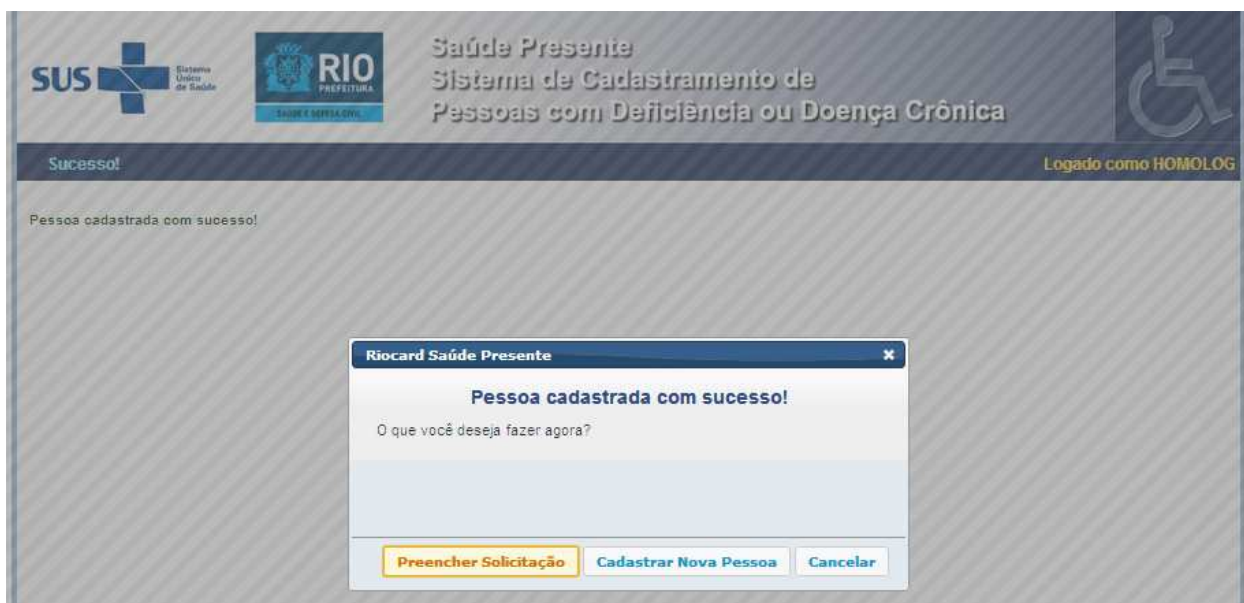 SUS
Sistema
Único
de Saúde
RIO
PREFEITURA
SAÚDE E DEFESA CIVIL
Saúde Presente
Sistema de Cadastramento de
Pessoas com Deficiência ou Doença Crônica
Sucesso!
Logado como HOMOLOG
Pessoa cadastrada com sucesso!
Riocard Saúde Presente
Pessoa cadastrada com sucesso!
O que você deseja fazer agora?
Preencher Solicitação
Cadastrar Nova Pessoa
Cancelar